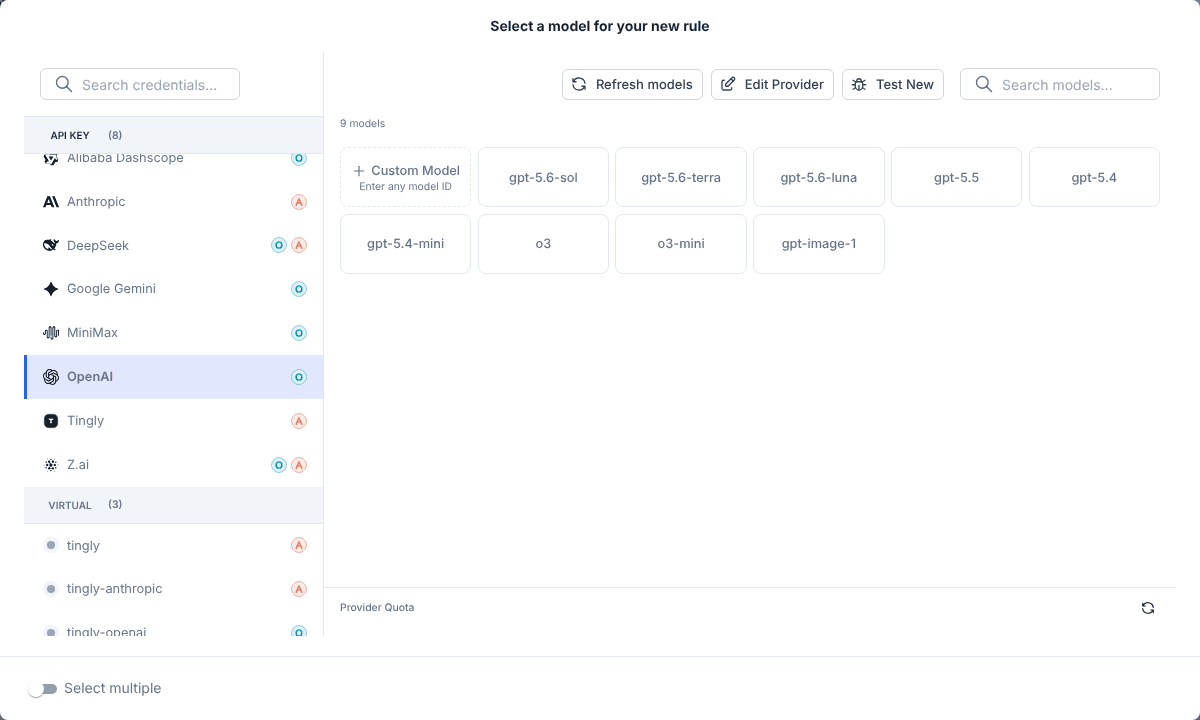 Select a model for your new rule
Search credentials...
Refresh models
Edit Provider
Test New
Search models...
API KEY (8)
Alibaba Dashscope O
Anthropic A
DeepSeek O A
Google Gemini O
MiniMax O
OpenAI O
Tingly A
Z.ai O A
VIRTUAL (3)
tingly A
tingly-anthropic A
tingly-openai O
9 models
Custom Model
Enter any model ID
gpt-5.6-sol
gpt-5.6-terra
gpt-5.6-luna
gpt-5.5
gpt-5.4
gpt-5.4-mini
o3
o3-mini
gpt-image-1
Provider Quota
Select multiple